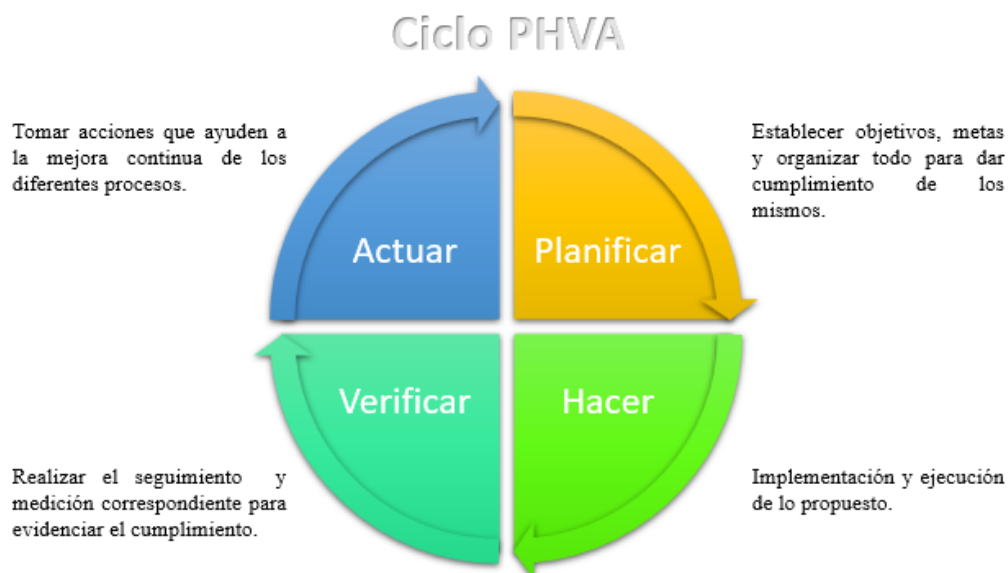 Ciclo PHVA
Tomar acciones que ayuden a
la mejora continua de los
diferentes procesos.
Establecer objetivos, metas
y organizar todo para dar
cumplimiento de los
mismos.
Actuar
Planificar
Verificar
Hacer
Realizar el seguimiento y
medición correspondiente para
evidenciar el cumplimiento.
Implementación y ejecución
de lo propuesto.